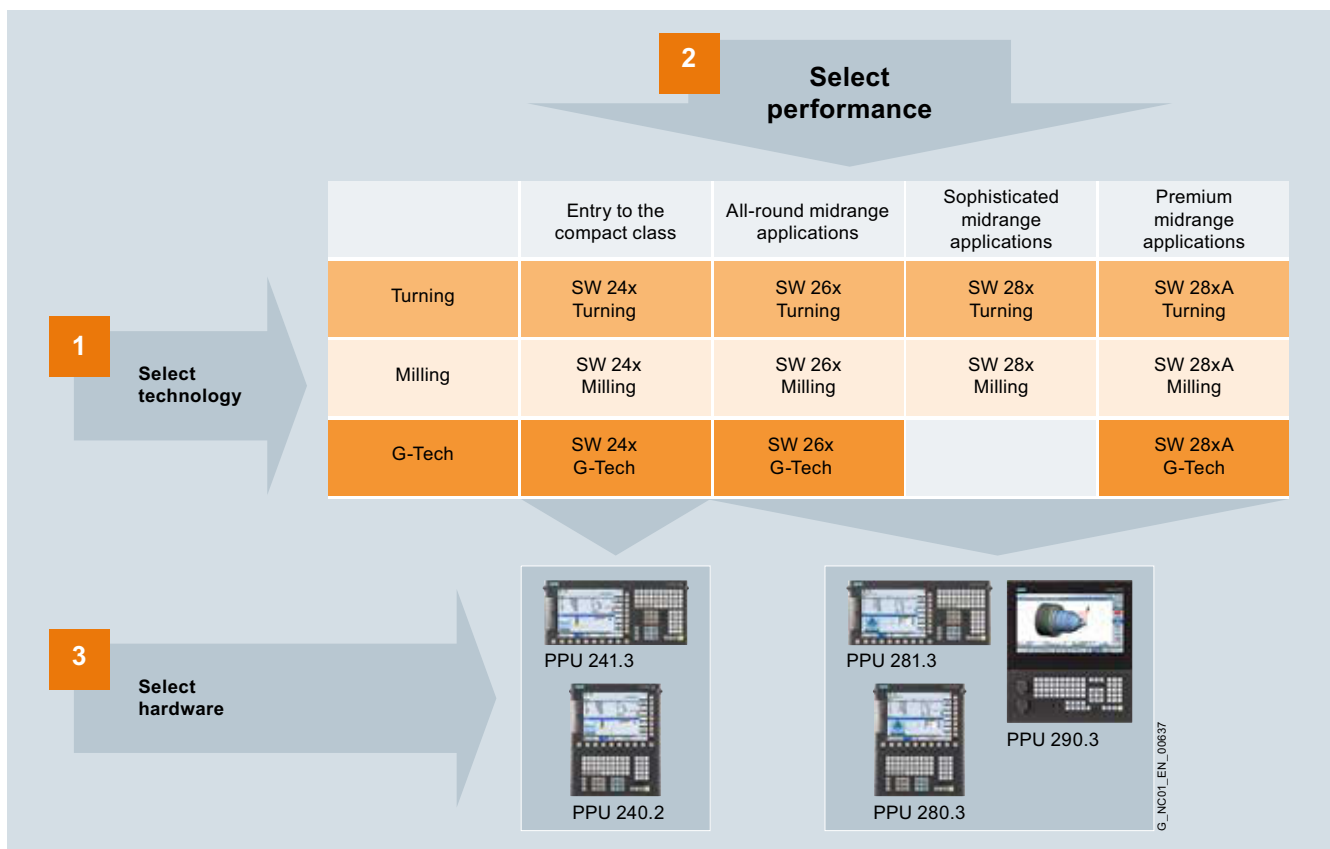 2
Select
performance
Entry to the
compact class
All-round midrange
applications
Sophisticated
midrange
applications
Premium
midrange
applications
Turning
SW 24x
Turning
SW 26x
Turning
SW 28x
Turning
SW 28xA
Turning
1
Select
technology
Milling
SW 24x
Milling
SW 26x
Milling
SW 28x
Milling
SW 28xA
Milling
G-Tech
SW 24x
G-Tech
SW 26x
G-Tech
SW 28xA
G-Tech
3
Select
hardware
PPU 241.3
PPU 240.2
PPU 281.3
PPU 280.3
PPU 290.3
G_NC01_EN_00637